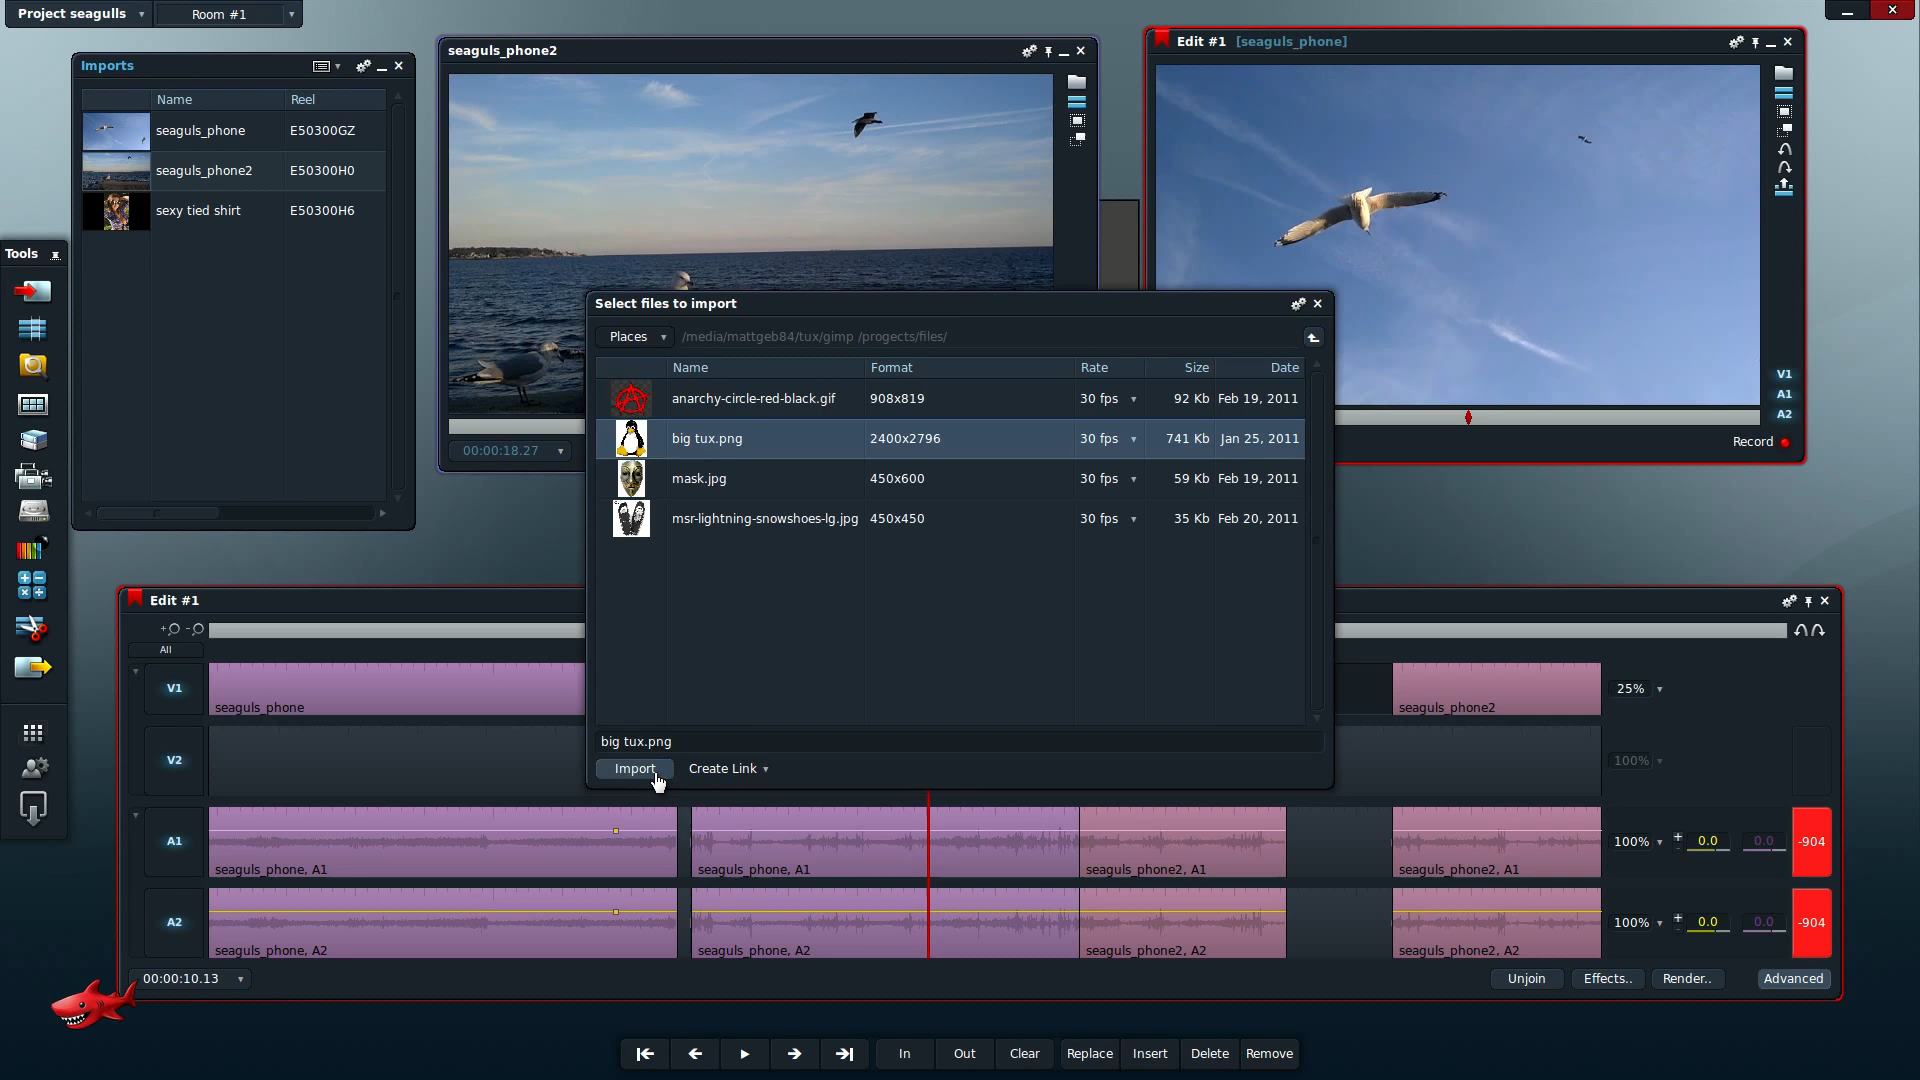 Project seagulls
Room #1
Imports
Name Reel
seaguls_phone E50300GZ
seaguls_phone2 E50300H0
sexy tied shirt E50300H6
Tools
seaguls_phone2
00:00:18.27
Edit #1 [seaguls_phone]
V1
A1
A2
Record
Select files to import
Places /media/mattgeb84/tux/gimp /progects/files/
Name Format Rate Size Date
anarchy-circle-red-black.gif 908x819 30 fps 92 Kb Feb 19, 2011
big tux.png 2400x2796 30 fps 741 Kb Jan 25, 2011
mask.jpg 450x600 30 fps 59 Kb Feb 19, 2011
msr-lightning-snowshoes-lg.jpg 450x450 30 fps 35 Kb Feb 20, 2011
big tux.png
Import Create Link
Edit #1
All
V1 seaguls_phone seaguls_phone2 25%
V2 100%
A1 100% 0.0 0.0 -904
seaguls_phone, A1 seaguls_phone, A1 seaguls_phone2, A1 seaguls_phone2, A1
A2 100% 0.0 0.0 -904
seaguls_phone, A2 seaguls_phone, A2 seaguls_phone2, A2 seaguls_phone2, A2
00:00:10.13 Unjoin Effects.. Render.. Advanced
In Out Clear Replace Insert Delete Remove